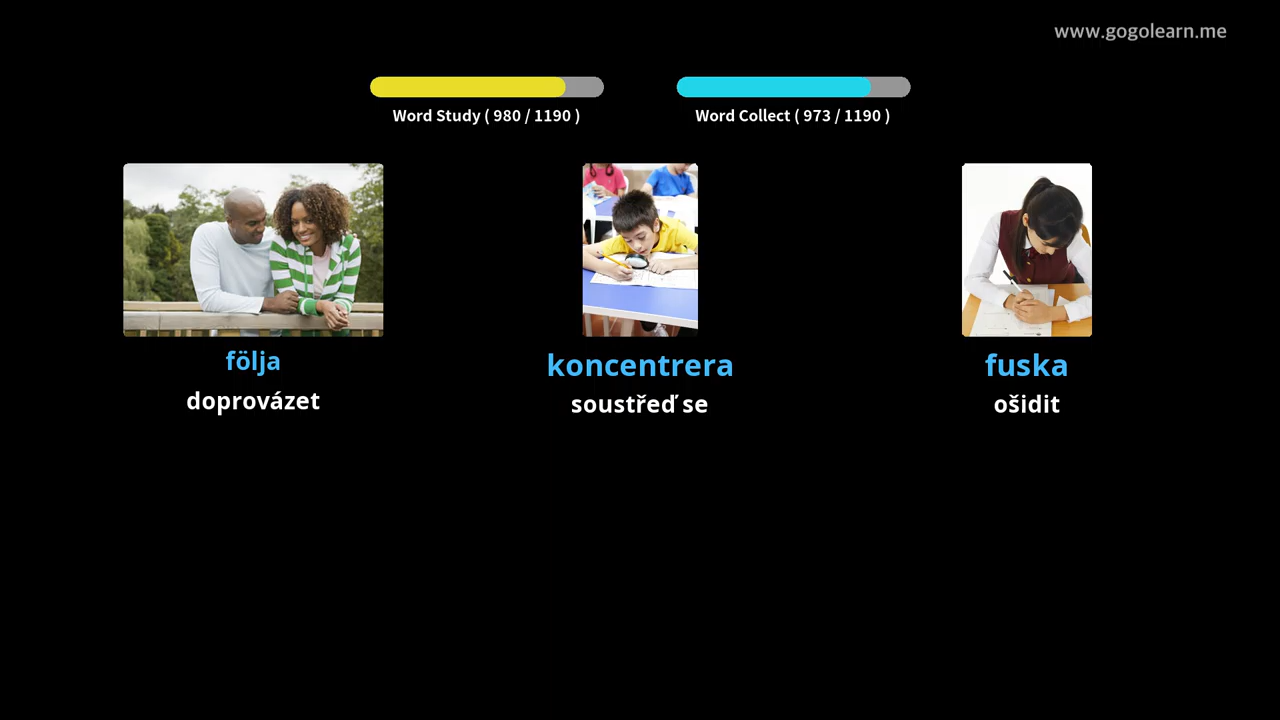 www.gogolearn.me
Word Study ( 980 / 1190 )
Word Collect ( 973 / 1190 )
följa
koncentrera
fuska
doprovázet
soustřeď se
ošidit